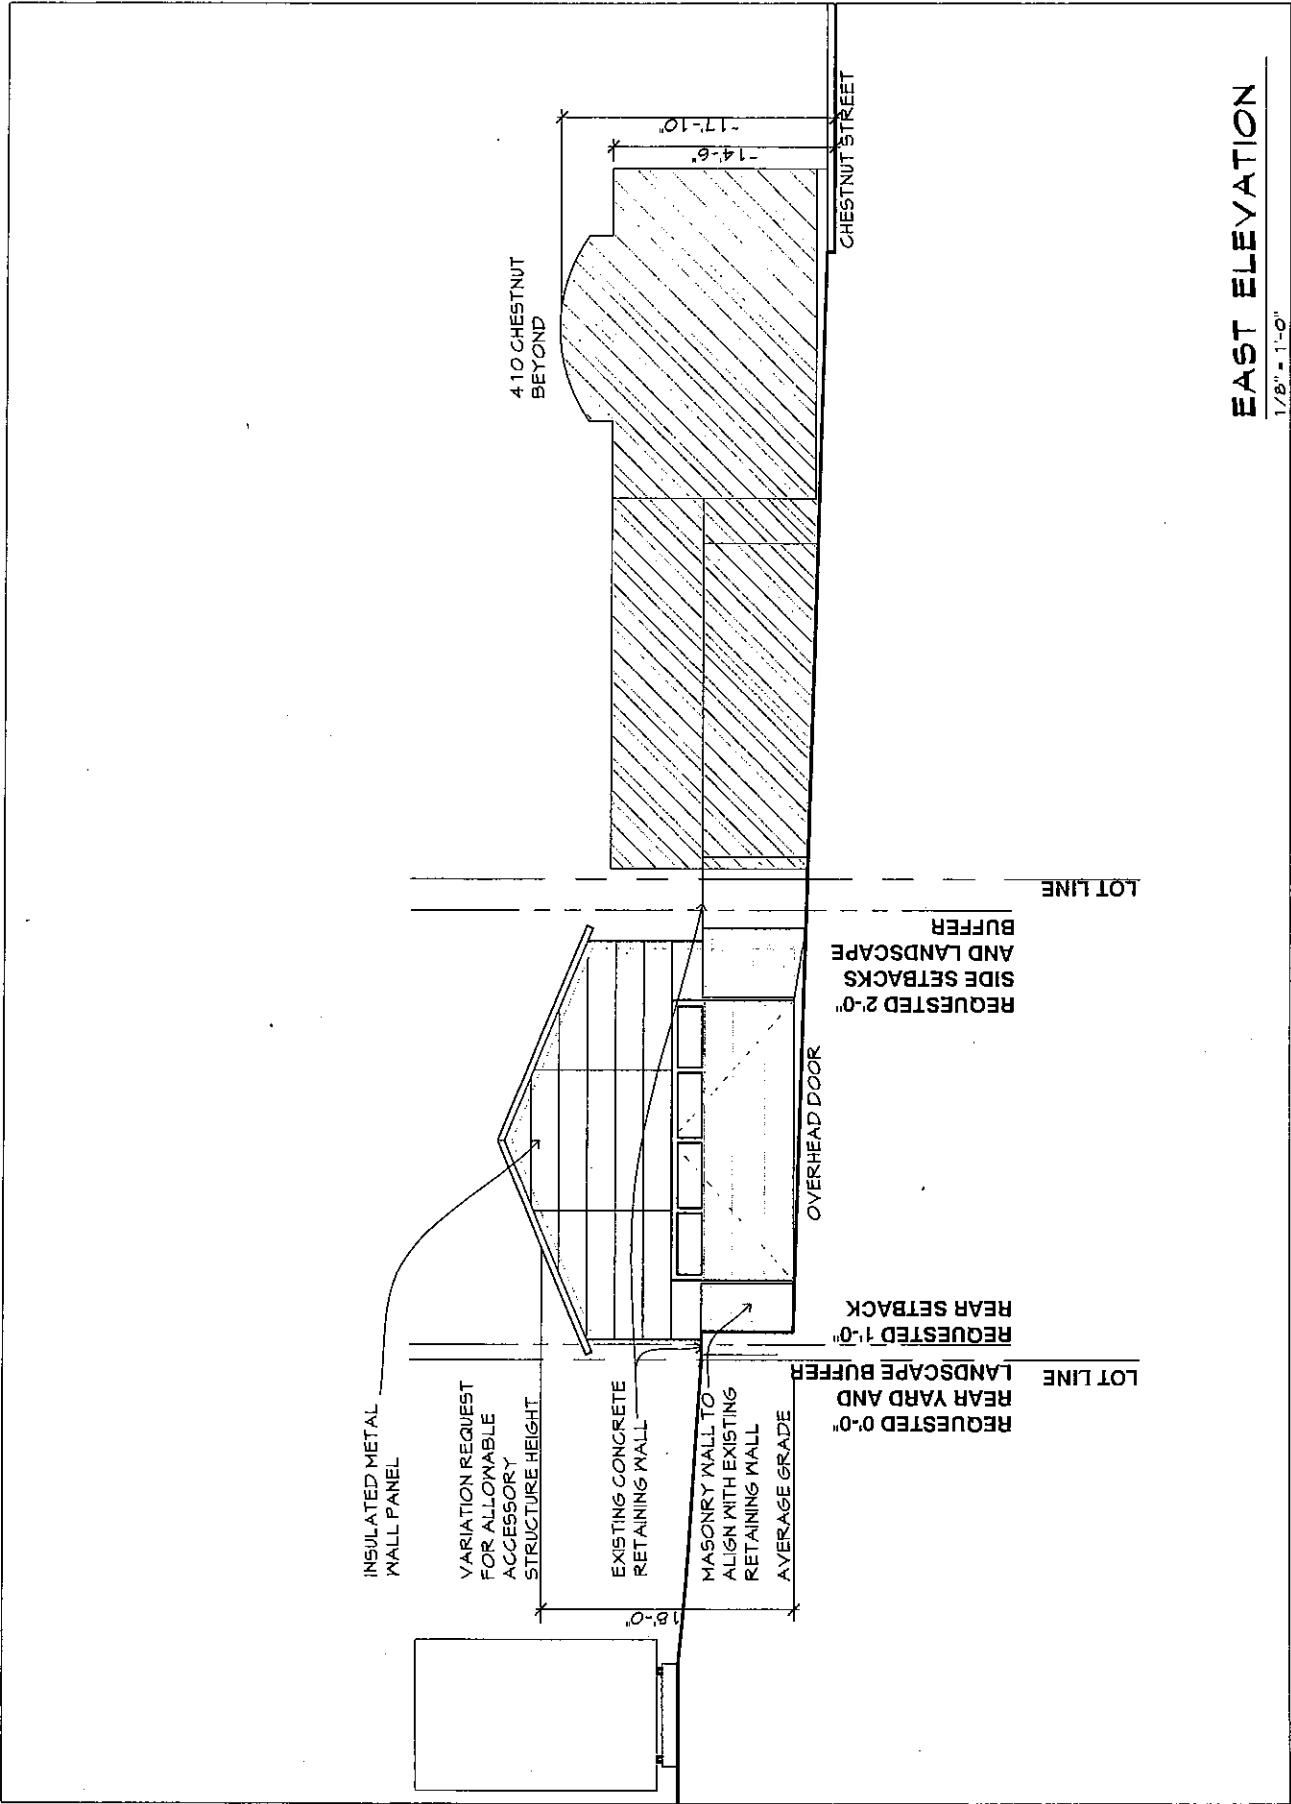 INSULATED METAL
WALL PANEL
VARIATION REQUEST
FOR ALLOWABLE
ACCESSORY
STRUCTURE HEIGHT
EXISTING CONCRETE
RETAINING WALL
MASONRY WALL TO
ALIGN WITH EXISTING
RETAINING WALL
AVERAGE GRADE
18'-0"
REQUESTED 0'-0"
REAR YARD AND
LANDSCAPE BUFFER
LOT LINE
REQUESTED 1'-0"
REAR SETBACK
OVERHEAD DOOR
REQUESTED 2'-0"
SIDE SETBACKS
AND LANDSCAPE
BUFFER
LOT LINE
410 CHESTNUT
BEYOND
~14'-6"
~17'-10"
CHESTNUT STREET
EAST ELEVATION
1/8" = 1'-0"